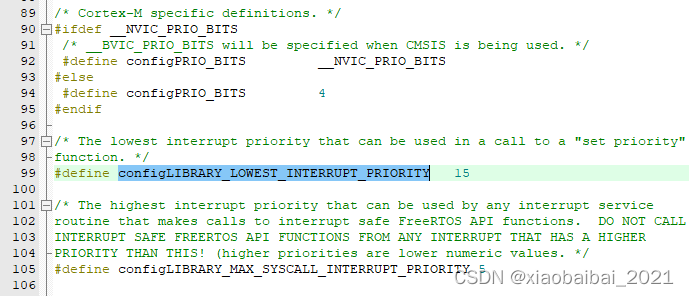 89 /* Cortex-M specific definitions. */
90 #ifdef __NVIC_PRIO_BITS
91 /* __BVIC_PRIO_BITS will be specified when CMSIS is being used. */
92 #define configPRIO_BITS __NVIC_PRIO_BITS
93 #else
94 #define configPRIO_BITS 4
95 #endif
96
97 /* The lowest interrupt priority that can be used in a call to a "set priority"
98 function. */
99 #define configLIBRARY_LOWEST_INTERRUPT_PRIORITY 15
100
101 /* The highest interrupt priority that can be used by any interrupt service
102 routine that makes calls to interrupt safe FreeRTOS API functions. DO NOT CALL
103 INTERRUPT SAFE FREERTOS API FUNCTIONS FROM ANY INTERRUPT THAT HAS A HIGHER
104 PRIORITY THAN THIS! (higher priorities are lower numeric values. */
105 #define configLIBRARY_MAX_SYSCALL_INTERRUPT_PRIORITY 5
106
CSDN @xiaobaibai_2021